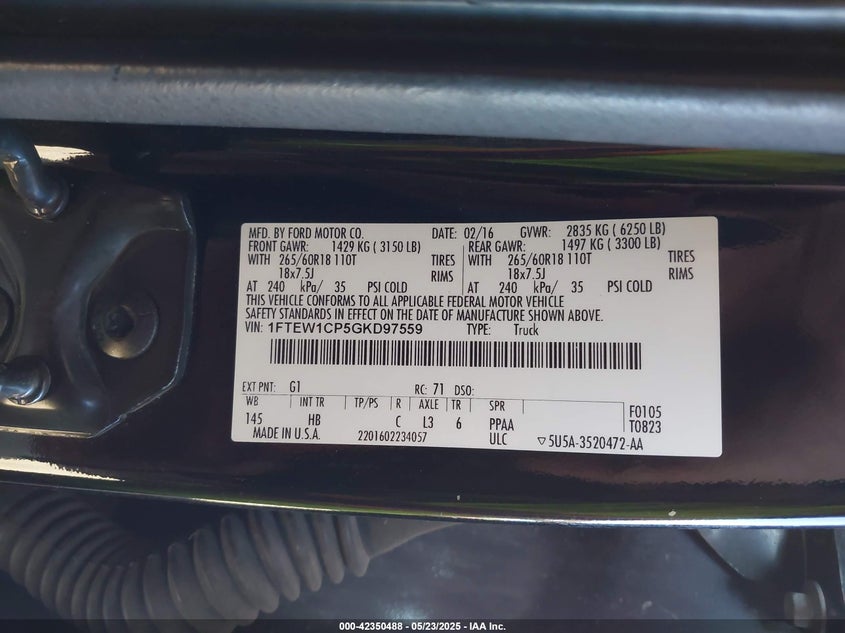 MFD. BY FORD MOTOR CO. DATE: 02/16 GVWR: 2835 KG ( 6250 LB)
FRONT GAWR: 1429 KG ( 3150 LB) REAR GAWR: 1497 KG ( 3300 LB)
WITH 265/60R18 110T TIRES WITH 265/60R18 110T TIRES
18x7.5J RIMS 18x7.5J RIMS
AT 240 kPa/ 35 PSI COLD AT 240 kPa/ 35 PSI COLD
THIS VEHICLE CONFORMS TO ALL APPLICABLE FEDERAL MOTOR VEHICLE
SAFETY STANDARDS IN EFFECT ON THE DATE OF MANUFACTURE SHOWN ABOVE.
VIN: 1FTEW1CP5GKD97559 TYPE: Truck
EXT PNT: G1 RC: 71 DSO:
WB INT TR TP/PS R AXLE TR SPR F0105
145 HB C L3 6 PPAA T0823
MADE IN U.S.A. 2201602234057 ULC ▽5U5A-3520472-AA
000-42350488 - 05/23/2025 - IAA Inc.